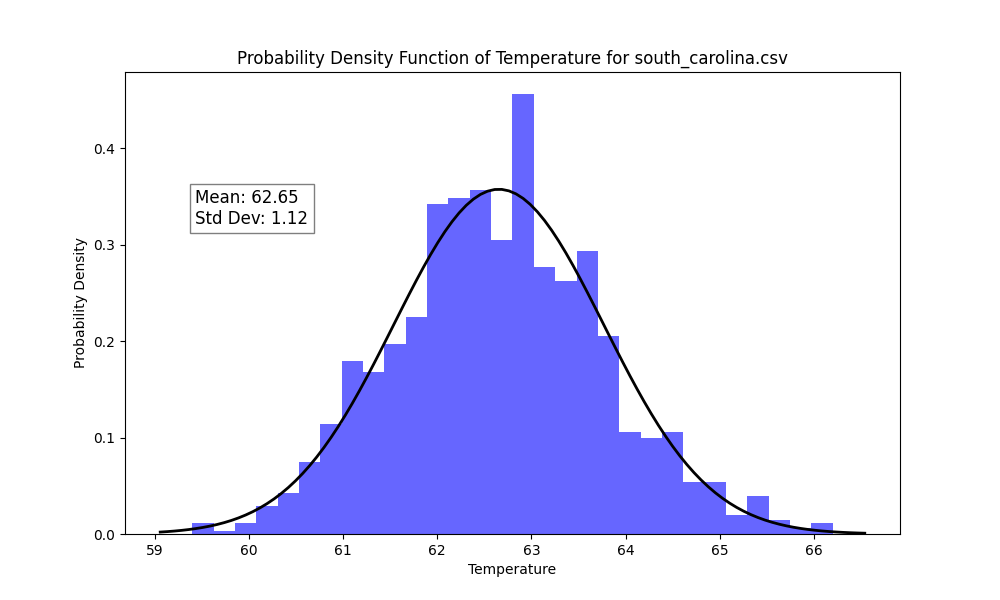 Probability Density Function of Temperature for south_carolina.csv
Probability Density
0.4
0.3
0.2
0.1
0.0
Mean: 62.65
Std Dev: 1.12
59 60 61 62 63 64 65 66
Temperature